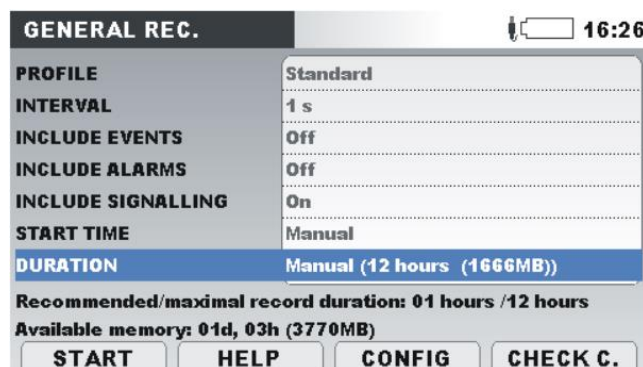 GENERAL REC. 16:26
PROFILE Standard
INTERVAL 1 s
INCLUDE EVENTS Off
INCLUDE ALARMS Off
INCLUDE SIGNALLING On
START TIME Manual
DURATION Manual (12 hours (1666MB))
Recommended/maximal record duration: 01 hours /12 hours
Available memory: 01d, 03h (3770MB)
START HELP CONFIG CHECK C.